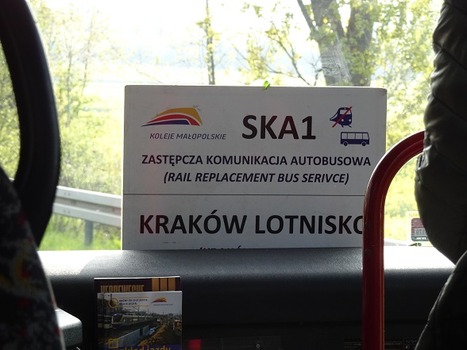 KOLEJE MAŁOPOLSKIE
SKA1
ZASTĘPCZA KOMUNIKACJA AUTOBUSOWA
(RAIL REPLACEMENT BUS SERIVCE)
KRAKÓW LOTNISKO